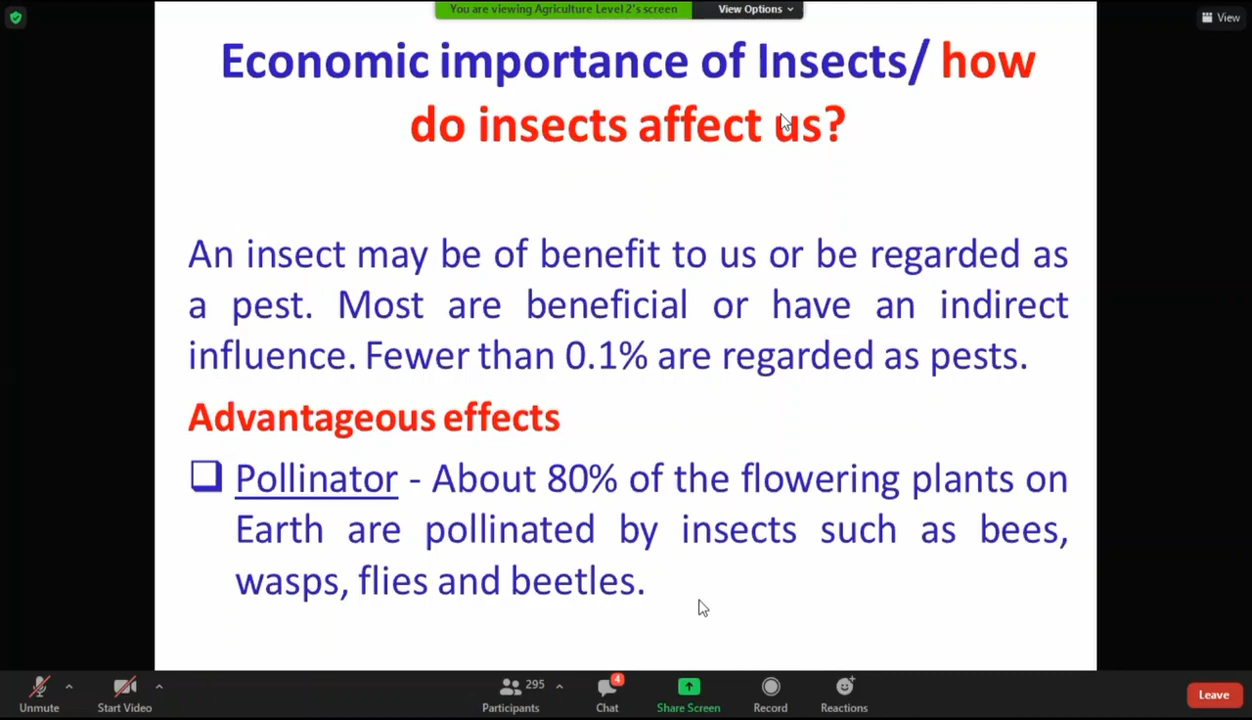 You are viewing Agriculture Level 2's screen
View Options
View
Economic importance of Insects/ how
do insects affect us?
An insect may be of benefit to us or be regarded as
a pest. Most are beneficial or have an indirect
influence. Fewer than 0.1% are regarded as pests.
Advantageous effects
Pollinator - About 80% of the flowering plants on
Earth are pollinated by insects such as bees,
wasps, flies and beetles.
295
4
Unmute
Start Video
Participants
Chat
Share Screen
Record
Reactions
Leave